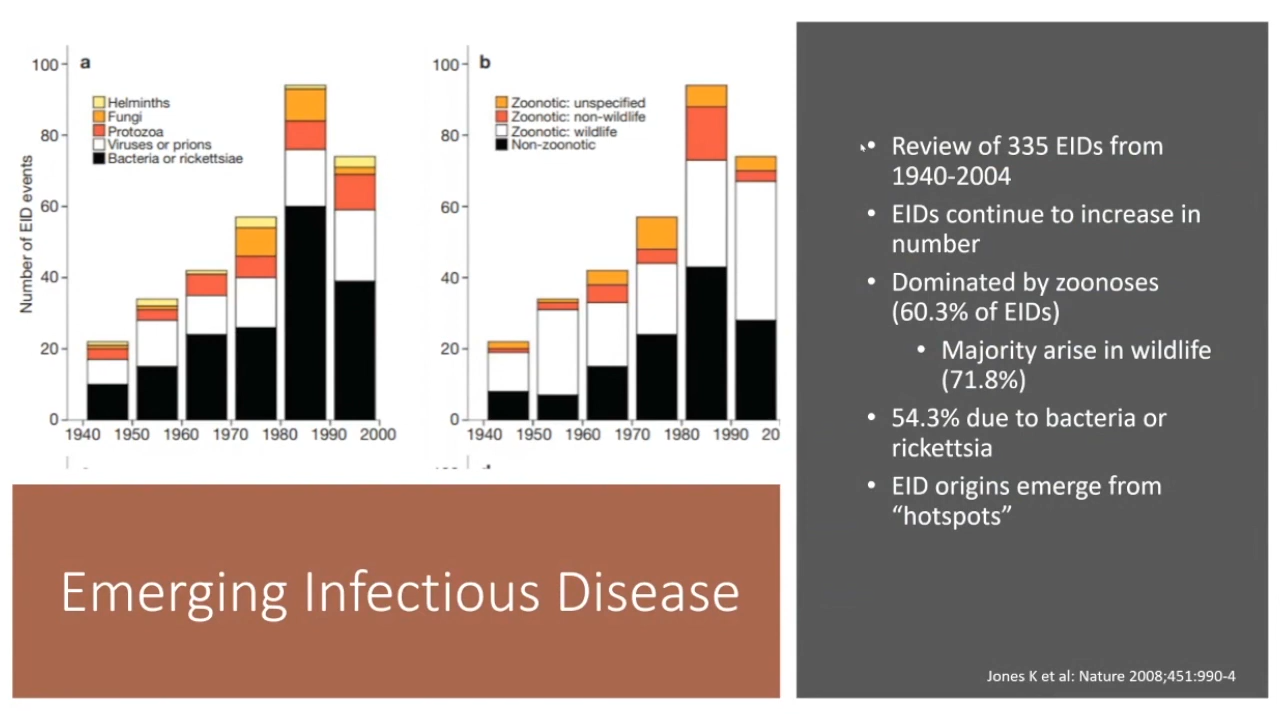 a
Helminths
Fungi
Protozoa
Viruses or prions
Bacteria or rickettsiae
Number of EID events
100
80
60
40
20
0
1940 1950 1960 1970 1980 1990 2000
b
Zoonotic: unspecified
Zoonotic: non-wildlife
Zoonotic: wildlife
Non-zoonotic
100
80
60
40
20
0
1940 1950 1960 1970 1980 1990 20
• Review of 335 EIDs from
1940-2004
• EIDs continue to increase in
number
• Dominated by zoonoses
(60.3% of EIDs)
• Majority arise in wildlife
(71.8%)
• 54.3% due to bacteria or
rickettsia
• EID origins emerge from
“hotspots”
Emerging Infectious Disease
Jones K et al: Nature 2008;451:990-4